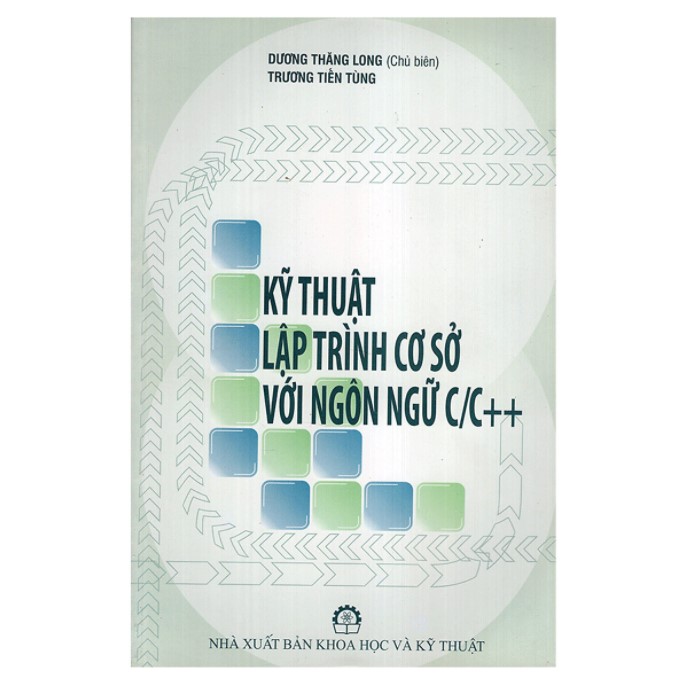 DƯƠNG THĂNG LONG (Chủ biên)
TRƯƠNG TIẾN TÙNG
KỸ THUẬT
LẬP TRÌNH CƠ SỞ
VỚI NGÔN NGỮ C/C++
NHÀ XUẤT BẢN KHOA HỌC VÀ KỸ THUẬT